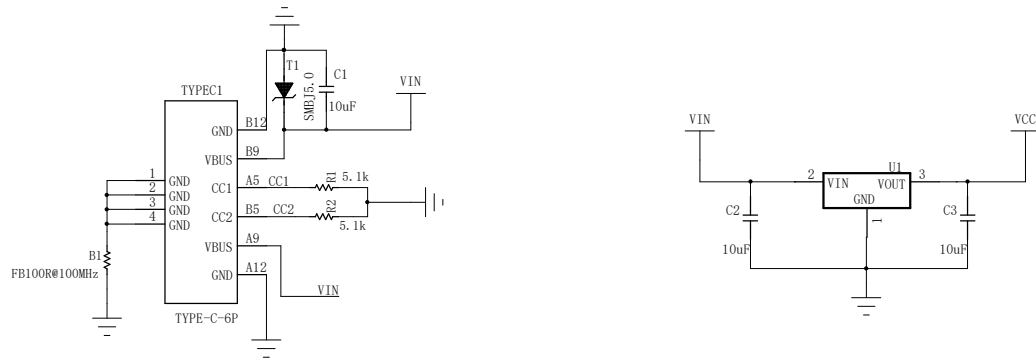 T1
SMBJ5.0
C1
10uF
VIN
TYPEC1
GND
B12
VBUS
B9
CC1
A5
CC1
R1
5.1k
CC2
B5
CC2
R2
5.1k
VBUS
A9
GND
A12
VIN
1
GND
2
GND
3
GND
4
GND
B1
FB100R@100MHz
TYPE-C-6P
VIN
VCC
U1
2
VIN
VOUT
3
GND
1
C2
10uF
C3
10uF